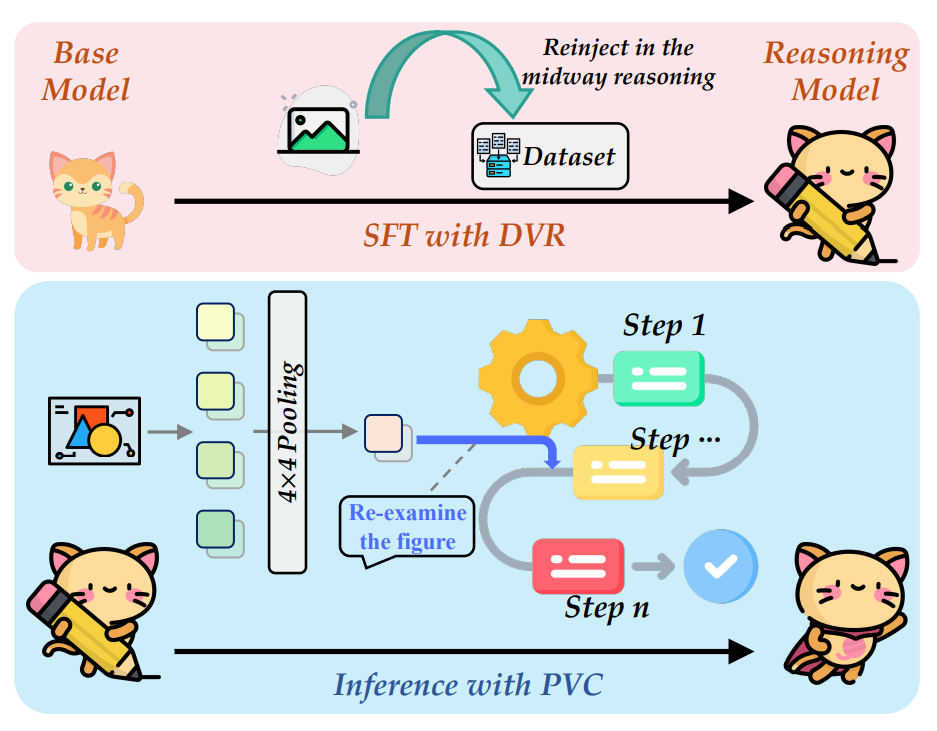 Base
Model
Reinject in the
midway reasoning
Reasoning
Model
Dataset
SFT with DVR
4×4 Pooling
Step 1
Step ···
Re-examine
the figure
Step n
Inference with PVC